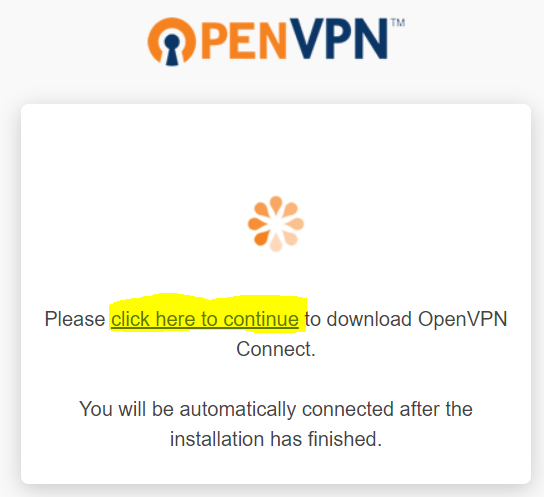 OPENVPN™
Please click here to continue to download OpenVPN
Connect.
You will be automatically connected after the
installation has finished.